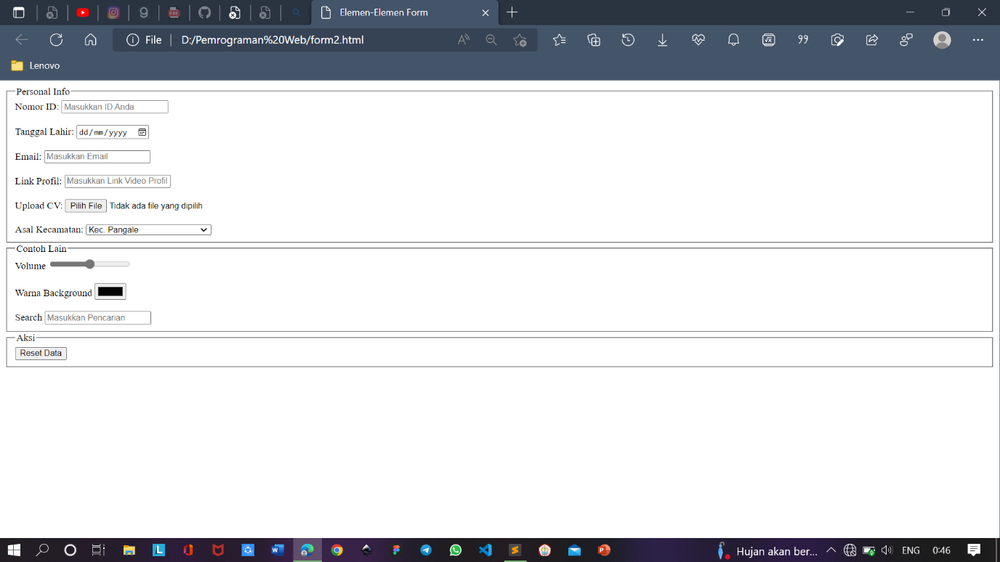 Elemen-Elemen Form
File
D:/Pemrograman%20Web/form2.html
Lenovo
Personal Info
Nomor ID: Masukkan ID Anda
Tanggal Lahir: dd/mm/yyyy
Email: Masukkan Email
Link Profil: Masukkan Link Video Profil
Upload CV: Pilih File Tidak ada file yang dipilih
Asal Kecamatan: Kec. Pangale
Contoh Lain
Volume
Warna Background
Search Masukkan Pencarian
Aksi
Reset Data
Hujan akan ber... ENG 0:46